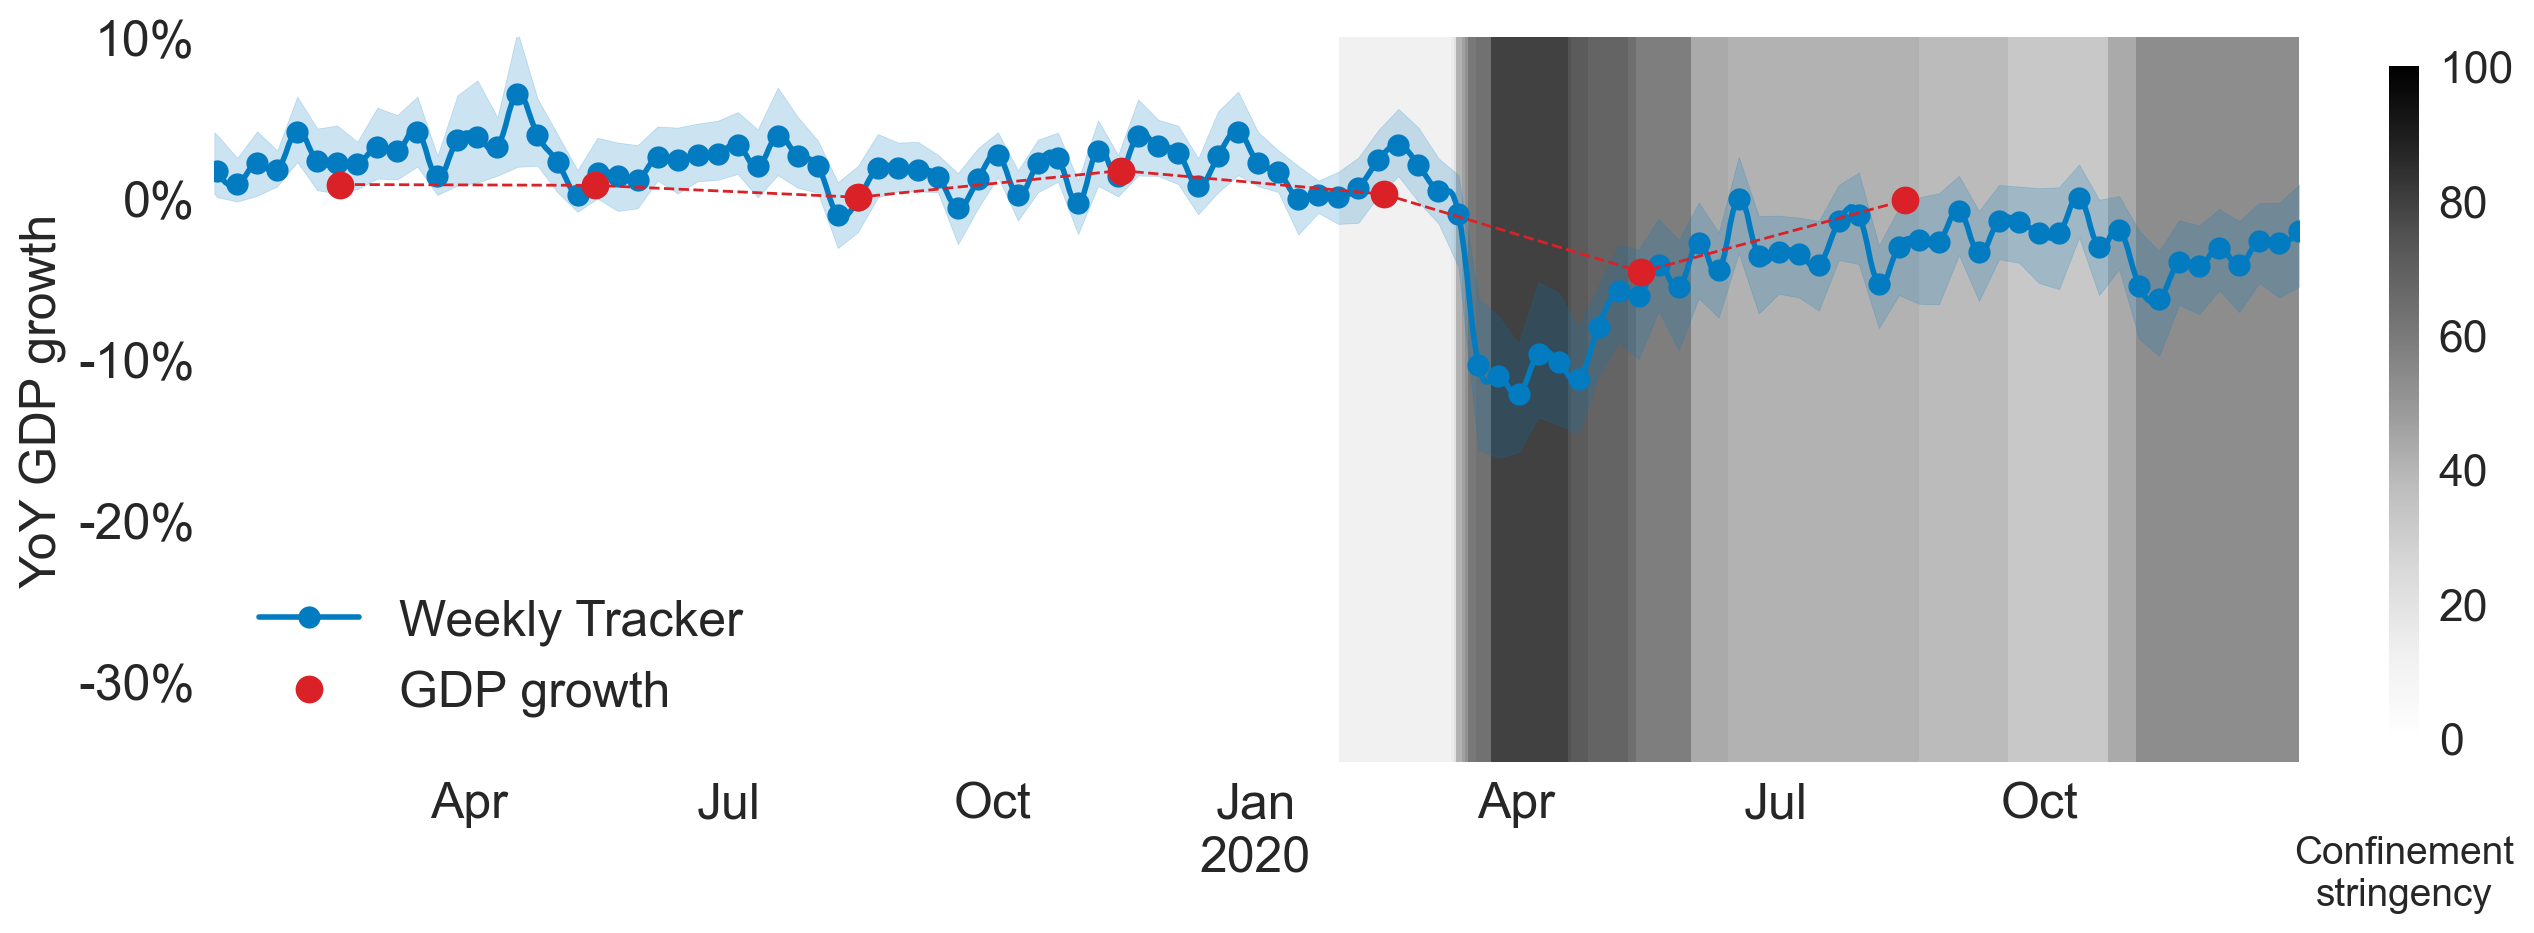 10%
0%
-10%
-20%
-30%
YoY GDP growth
Weekly Tracker
GDP growth
Apr
Jul
Oct
Jan
2020
Apr
Jul
Oct
100
80
60
40
20
0
Confinement
stringency